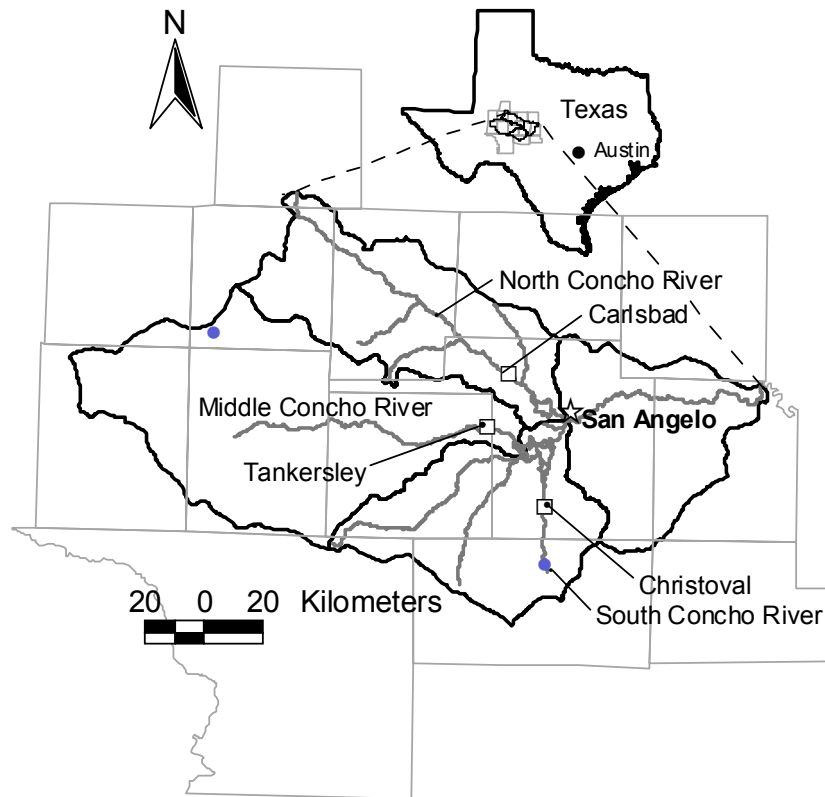 N
Texas
Austin
North Concho River
Carlsbad
Middle Concho River
San Angelo
Tankersley
Christoval
20 0 20 Kilometers
South Concho River